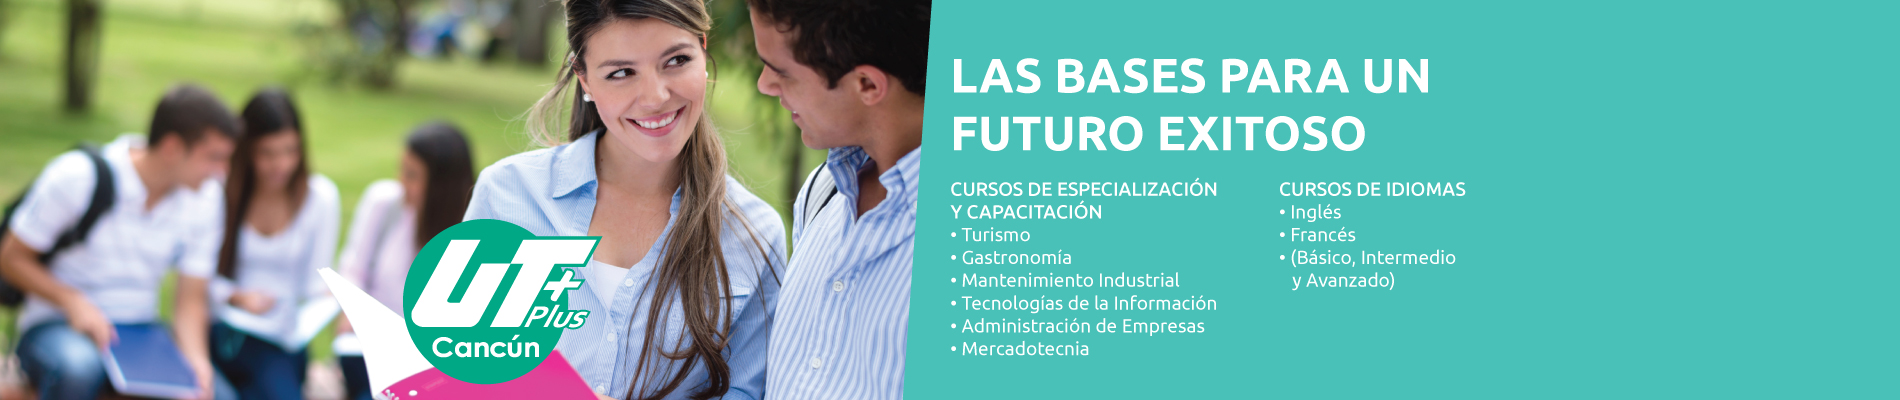 LAS BASES PARA UN
FUTURO EXITOSO
CURSOS DE ESPECIALIZACIÓN
Y CAPACITACIÓN
• Turismo
• Gastronomía
• Mantenimiento Industrial
• Tecnologías de la Información
• Administración de Empresas
• Mercadotecnia
CURSOS DE IDIOMAS
• Inglés
• Francés
• (Básico, Intermedio
y Avanzado)
UT+
Plus
Cancún